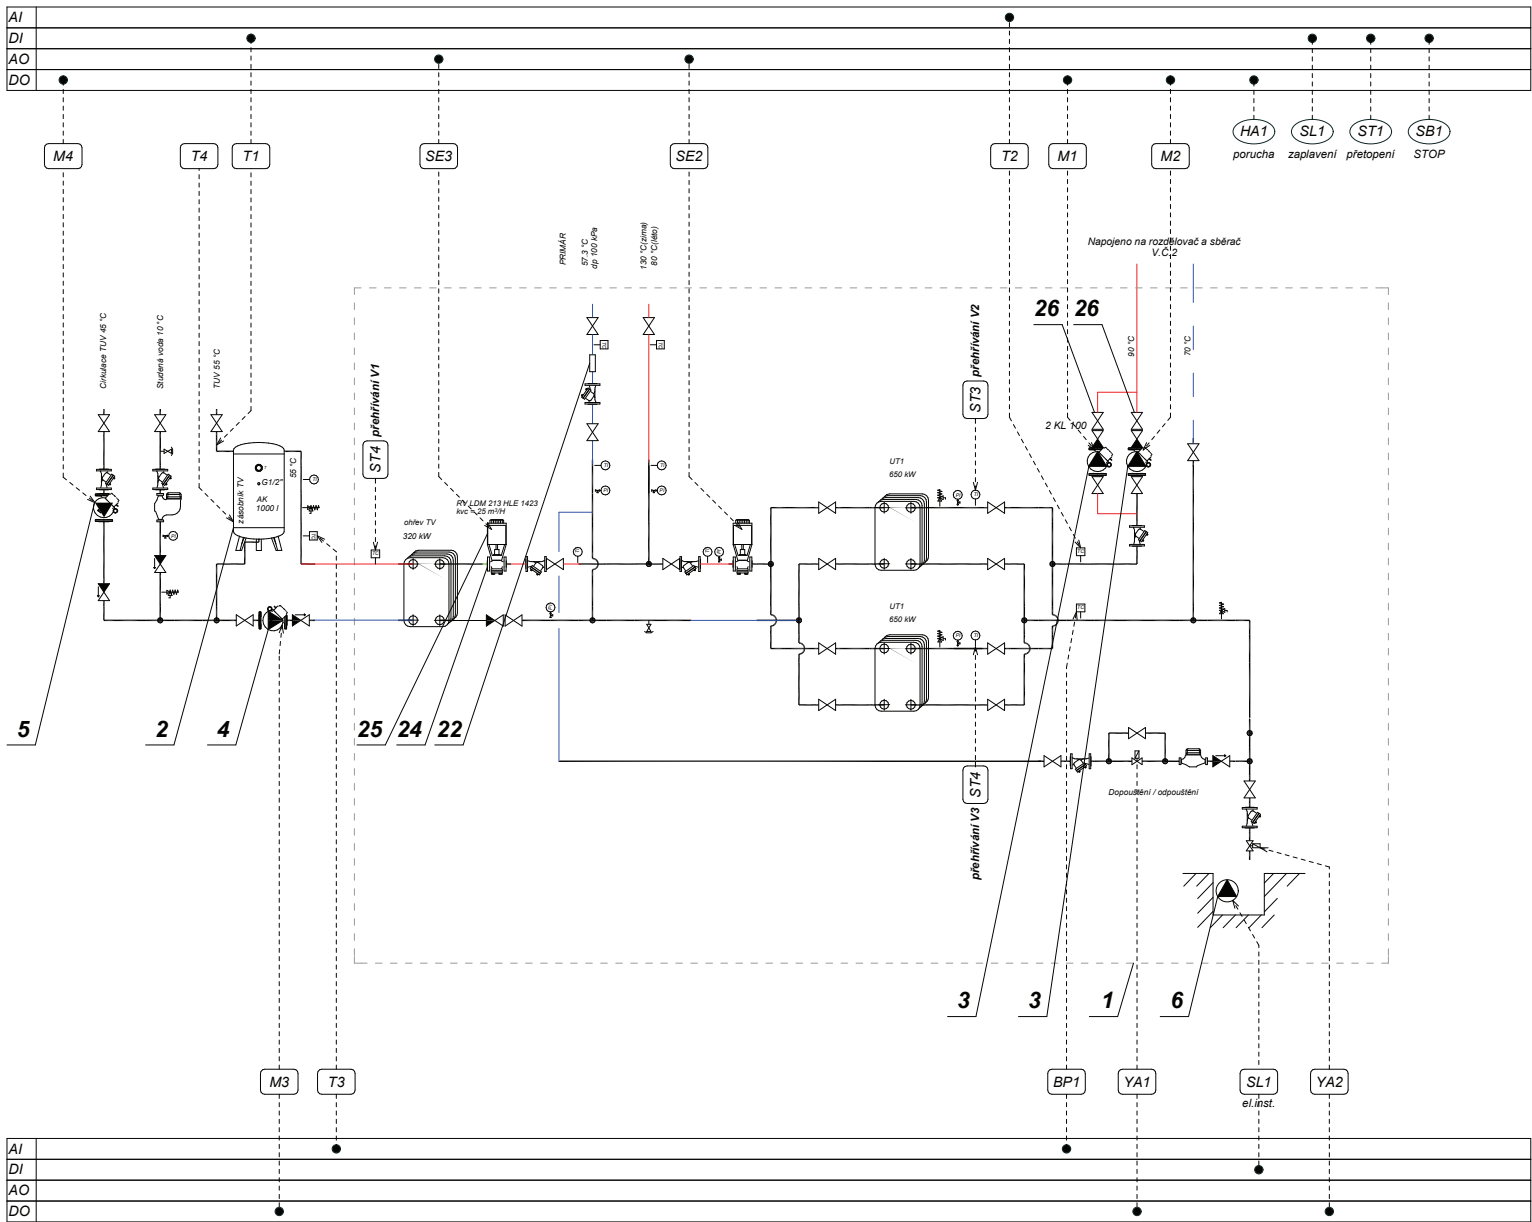 AI
DI
AO
DO
M4
T4
T1
SE3
SE2
T2
M1
M2
HA1
SL1
ST1
SB1
porucha
zaplavení
přetopení
STOP
Napojeno na rozdělovač a sběrač
V.Č.2
PRIMÁR
57.3 °C
dp 100 kPa
130 °C(zima)
80 °C(léto)
Cirkulace TUV 45 °C
Studená voda 10°C
TUV 55 °C
ST4
přehřívání V1
ST3
přehřívání V2
26
26
90 °C
70 °C
2 KL 100
zásobník TV
G1/2"
AK
1000 l
55 °C
RV LDM 213 HLE 1423
kvc = 25 m³/H
ohřev TV
320 kW
UT1
650 kW
UT1
650 kW
5
2
4
25
24
22
ST4
přehřívání V3
Dopouštění / odpouštění
3
3
1
6
M3
T3
BP1
YA1
SL1
YA2
el.inst.
AI
DI
AO
DO